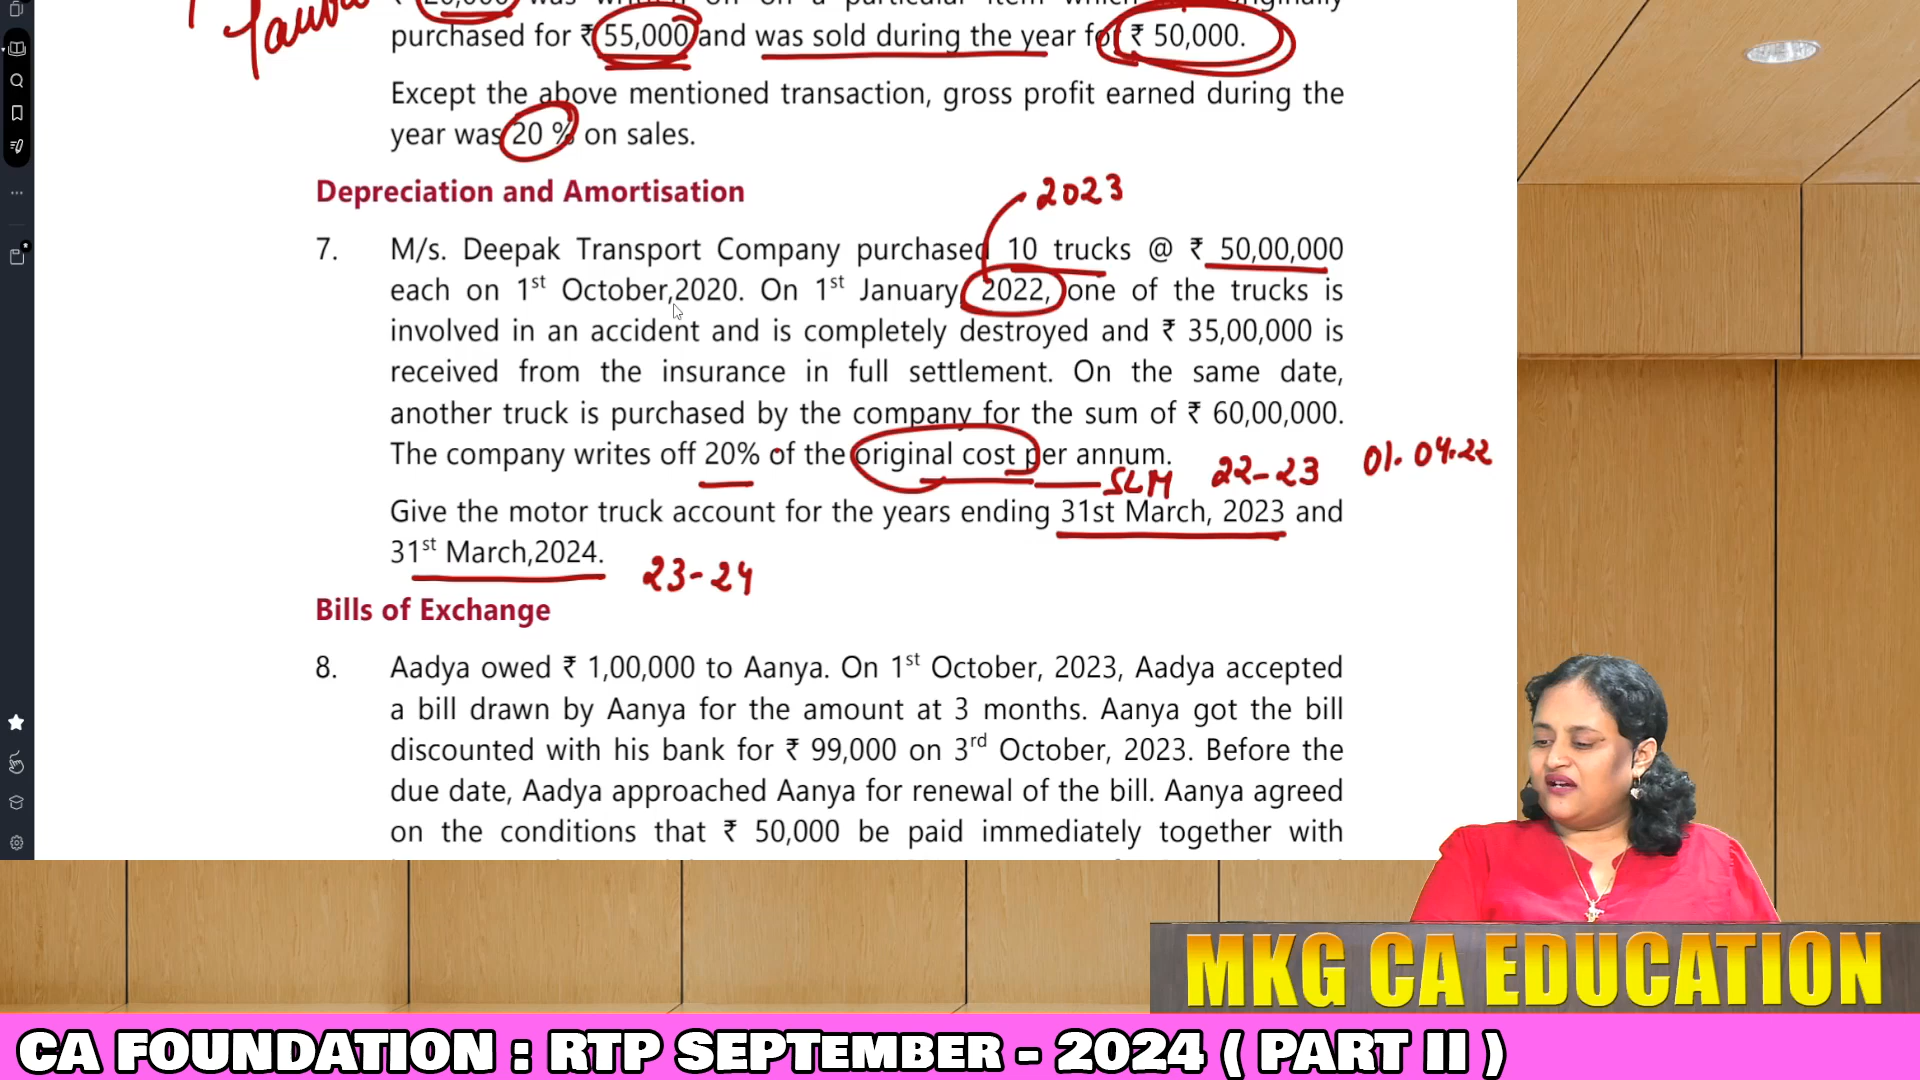 purchased for ₹ 55,000 and was sold during the year for ₹ 50,000.
Except the above mentioned transaction, gross profit earned during the
year was 20 % on sales.
Depreciation and Amortisation
2023
7. M/s. Deepak Transport Company purchased 10 trucks @ ₹ 50,00,000
each on 1st October,2020. On 1st January 2022, one of the trucks is
involved in an accident and is completely destroyed and ₹ 35,00,000 is
received from the insurance in full settlement. On the same date,
another truck is purchased by the company for the sum of ₹ 60,00,000.
The company writes off 20% of the original cost per annum.
SLM 22-23 01.04.22
Give the motor truck account for the years ending 31st March, 2023 and
31st March,2024.
23-24
Bills of Exchange
8. Aadya owed ₹ 1,00,000 to Aanya. On 1st October, 2023, Aadya accepted
a bill drawn by Aanya for the amount at 3 months. Aanya got the bill
discounted with his bank for ₹ 99,000 on 3rd October, 2023. Before the
due date, Aadya approached Aanya for renewal of the bill. Aanya agreed
on the conditions that ₹ 50,000 be paid immediately together with
MKG CA EDUCATION
CA FOUNDATION : RTP SEPTEMBER - 2024 ( PART II )